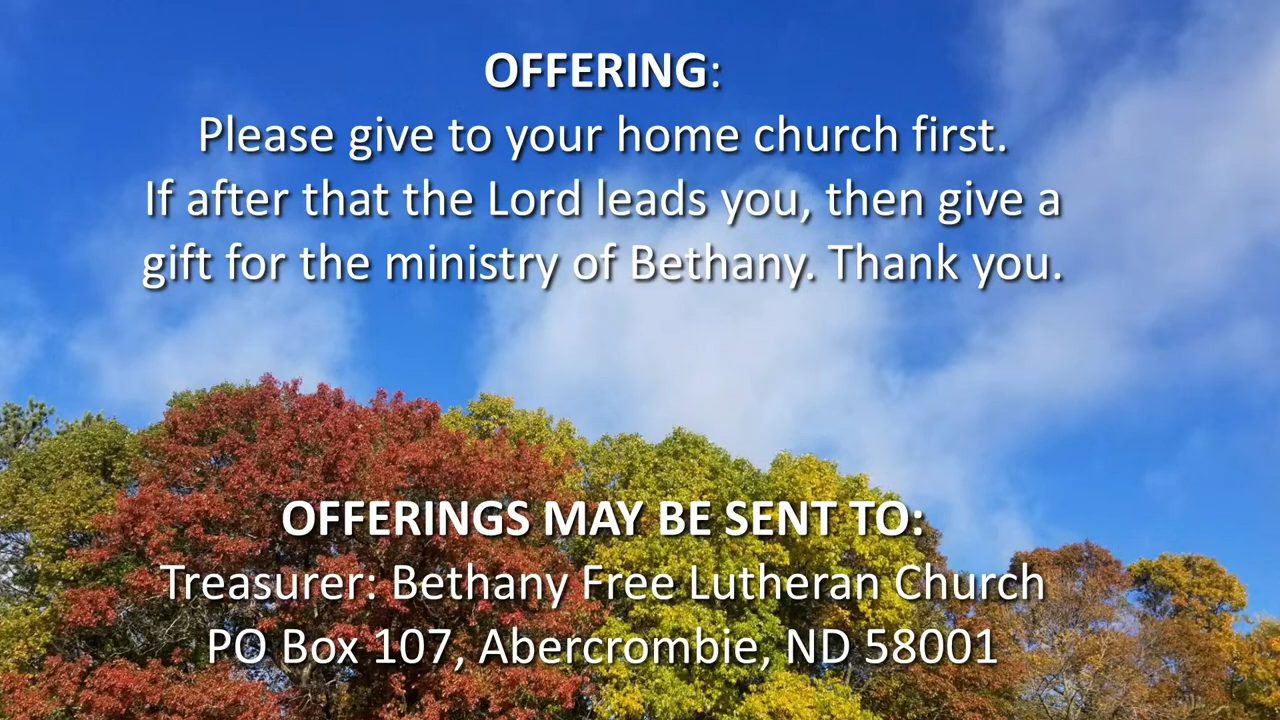 OFFERING:
Please give to your home church first.
If after that the Lord leads you, then give a
gift for the ministry of Bethany. Thank you.
OFFERINGS MAY BE SENT TO:
Treasurer: Bethany Free Lutheran Church
PO Box 107, Abercrombie, ND 58001